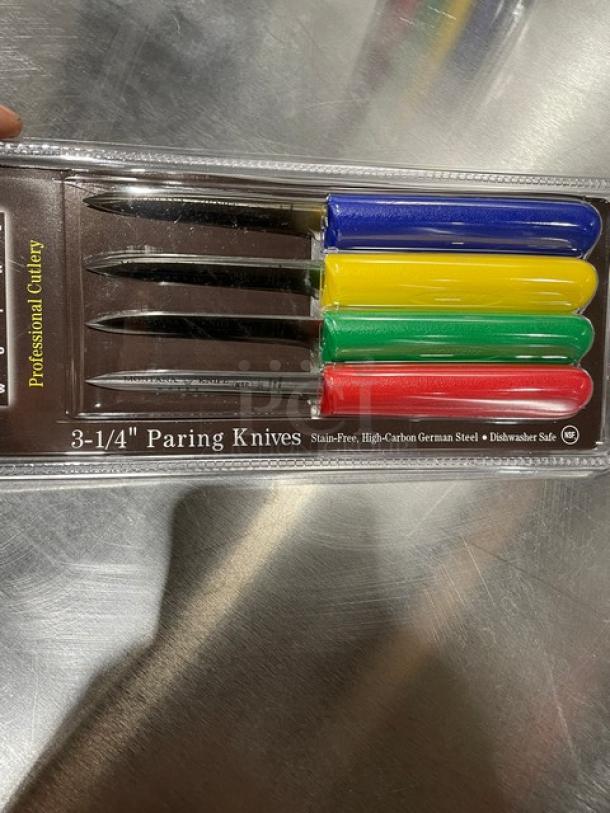 Professional Cutlery
3-1/4" Paring Knives Stain-Free, High-Carbon German Steel • Dishwasher Safe NSF